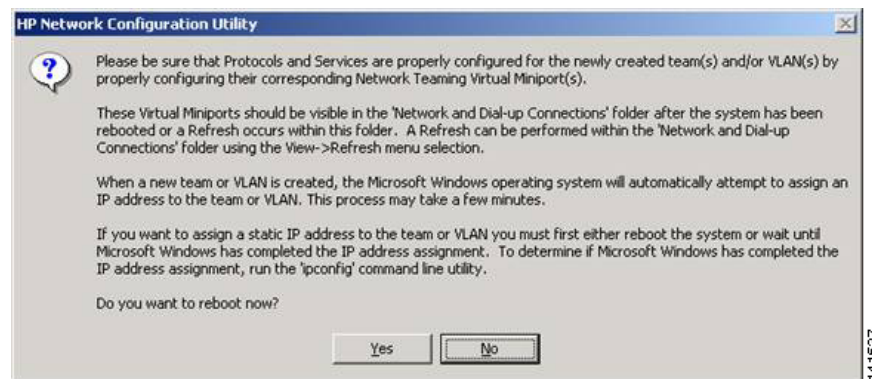 HP Network Configuration Utility
Please be sure that Protocols and Services are properly configured for the newly created team(s) and/or VLAN(s) by
properly configuring their corresponding Network Teaming Virtual Miniport(s).
These Virtual Miniports should be visible in the 'Network and Dial-up Connections' folder after the system has been
rebooted or a Refresh occurs within this folder. A Refresh can be performed within the 'Network and Dial-up
Connections' folder using the View->Refresh menu selection.
When a new team or VLAN is created, the Microsoft Windows operating system will automatically attempt to assign an
IP address to the team or VLAN. This process may take a few minutes.
If you want to assign a static IP address to the team or VLAN you must first either reboot the system or wait until
Microsoft Windows has completed the IP address assignment. To determine if Microsoft Windows has completed the
IP address assignment, run the 'ipconfig' command line utility.
Do you want to reboot now?
Yes
No